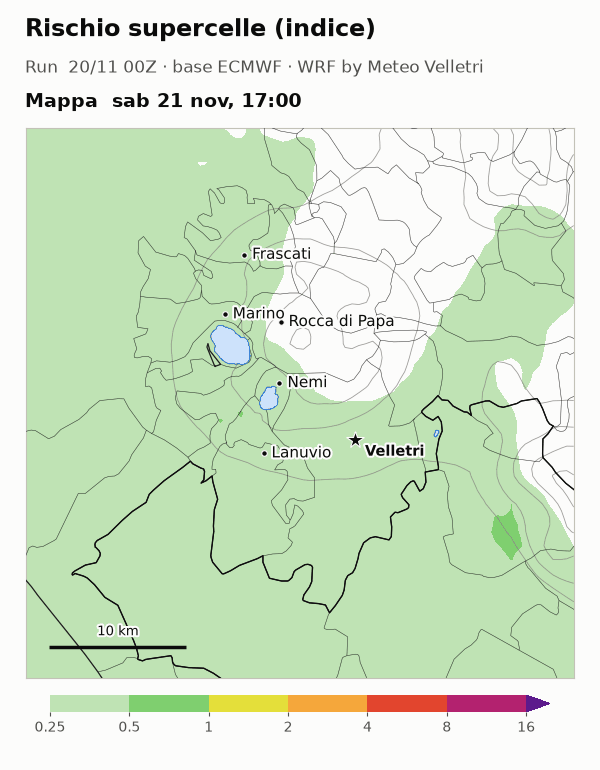 Rischio supercelle (indice)
Run  20/11 00Z · base ECMWF · WRF by Meteo Velletri
Mappa  sab 21 nov, 17:00
Frascati
Marino
Rocca di Papa
Nemi
Velletri
Lanuvio
10 km
0.25 0.5 1 2 4 8 16